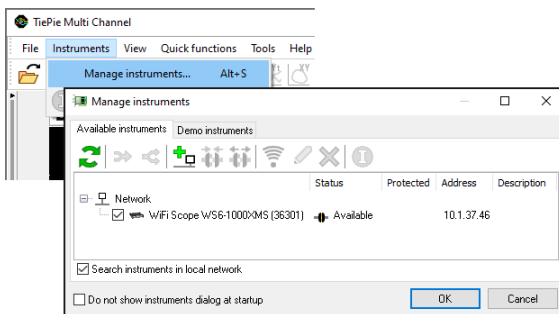 TiePie Multi Channel
File Instruments View Quick functions Tools Help
Manage instruments... Alt+S
Manage instruments
Available instruments Demo instruments
Status Protected Address Description
Network
WiFi Scope WS6-1000XMS (36301) Available 10.1.37.46
Search instruments in local network
Do not show instruments dialog at startup OK Cancel